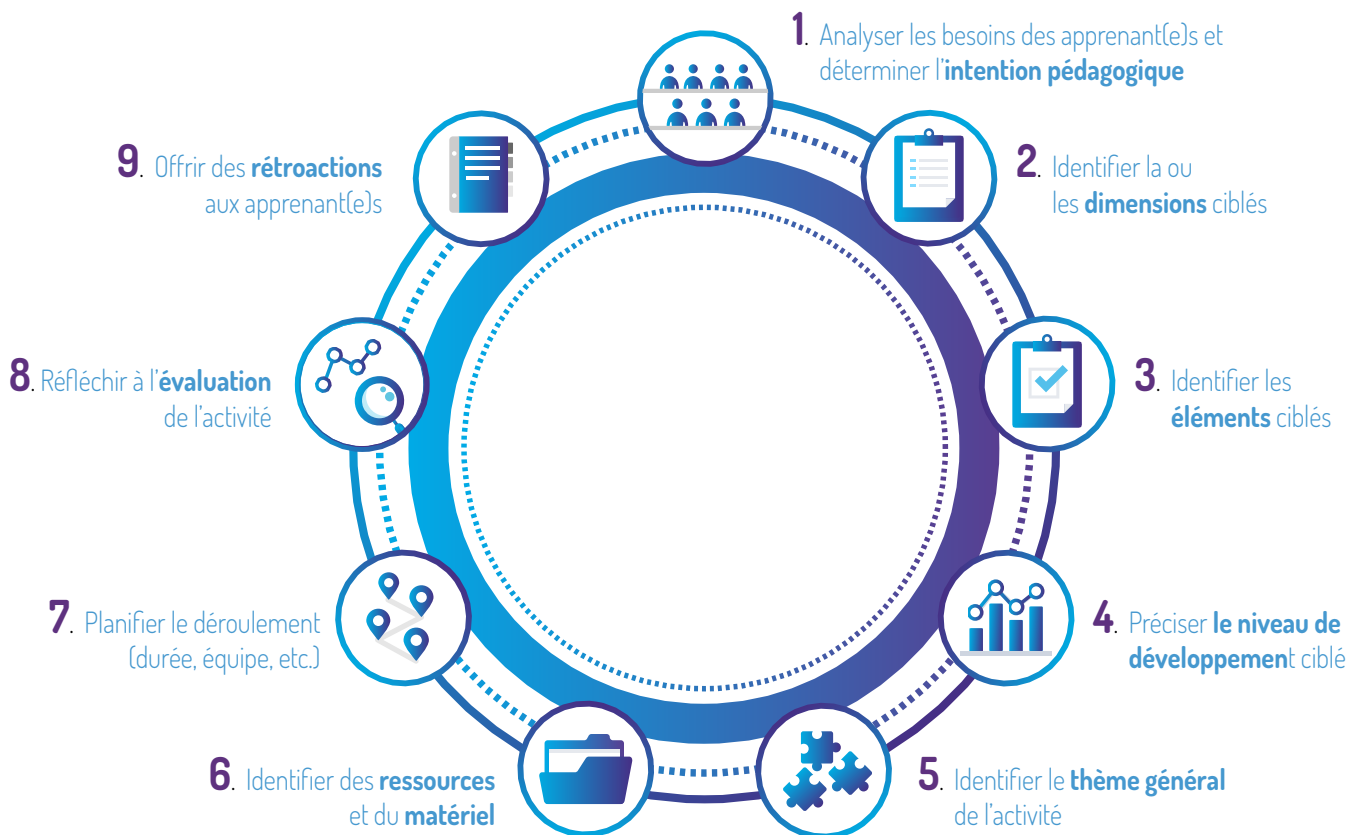 1. Analyser les besoins des apprenant(e)s et
déterminer l'intention pédagogique
2. Identifier la ou
les dimensions ciblés
3. Identifier les
éléments ciblés
4. Préciser le niveau de
développement ciblé
5. Identifier le thème général
de l'activité
6. Identifier des ressources
et du matériel
7. Planifier le déroulement
(durée, équipe, etc.)
8. Réfléchir à l'évaluation
de l'activité
9. Offrir des rétroactions
aux apprenant(e)s